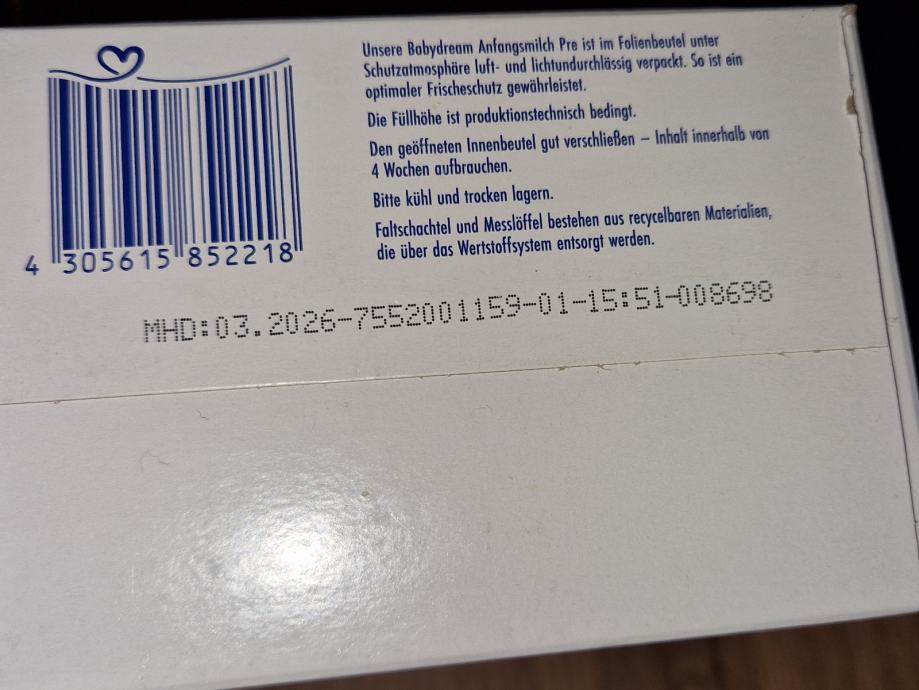 4 305615 852218
Unsere Babydream Anfangsmilch Pre ist im Folienbeutel unter
Schutzatmosphäre luft- und lichtundurchlässig verpackt. So ist ein
optimaler Frischeschutz gewährleistet.
Die Füllhöhe ist produktionstechnisch bedingt.
Den geöffneten Innenbeutel gut verschließen – Inhalt innerhalb von
4 Wochen aufbrauchen.
Bitte kühl und trocken lagern.
Faltschachtel und Messlöffel bestehen aus recycelbaren Materialien,
die über das Wertstoffsystem entsorgt werden.
MHD:03.2026-7552001159-01-15:51-008698